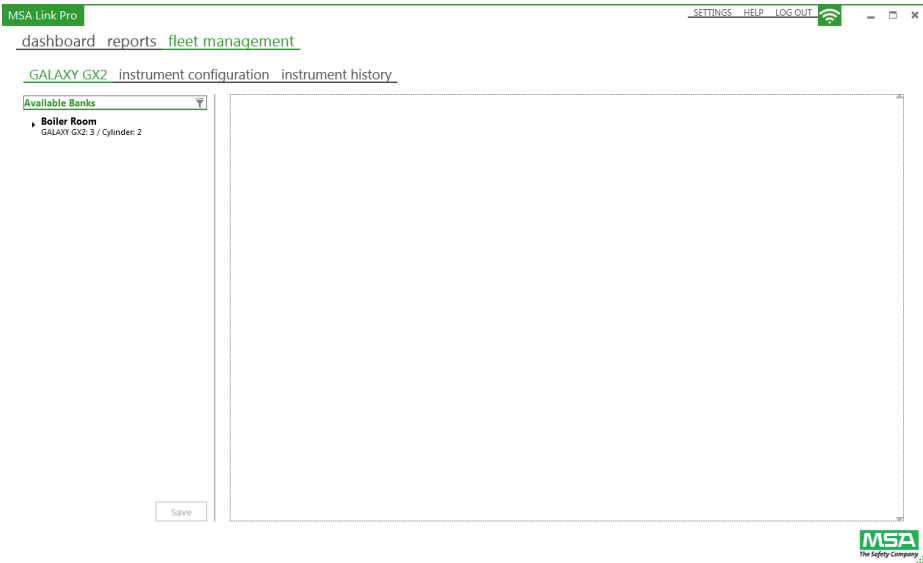 MSA Link Pro
SETTINGS HELP LOG OUT
dashboard reports fleet management
GALAXY GX2 instrument configuration instrument history
Available Banks
Boiler Room
GALAXY GX2: 3 / Cylinder: 2
Save
MSA
The Safety Company